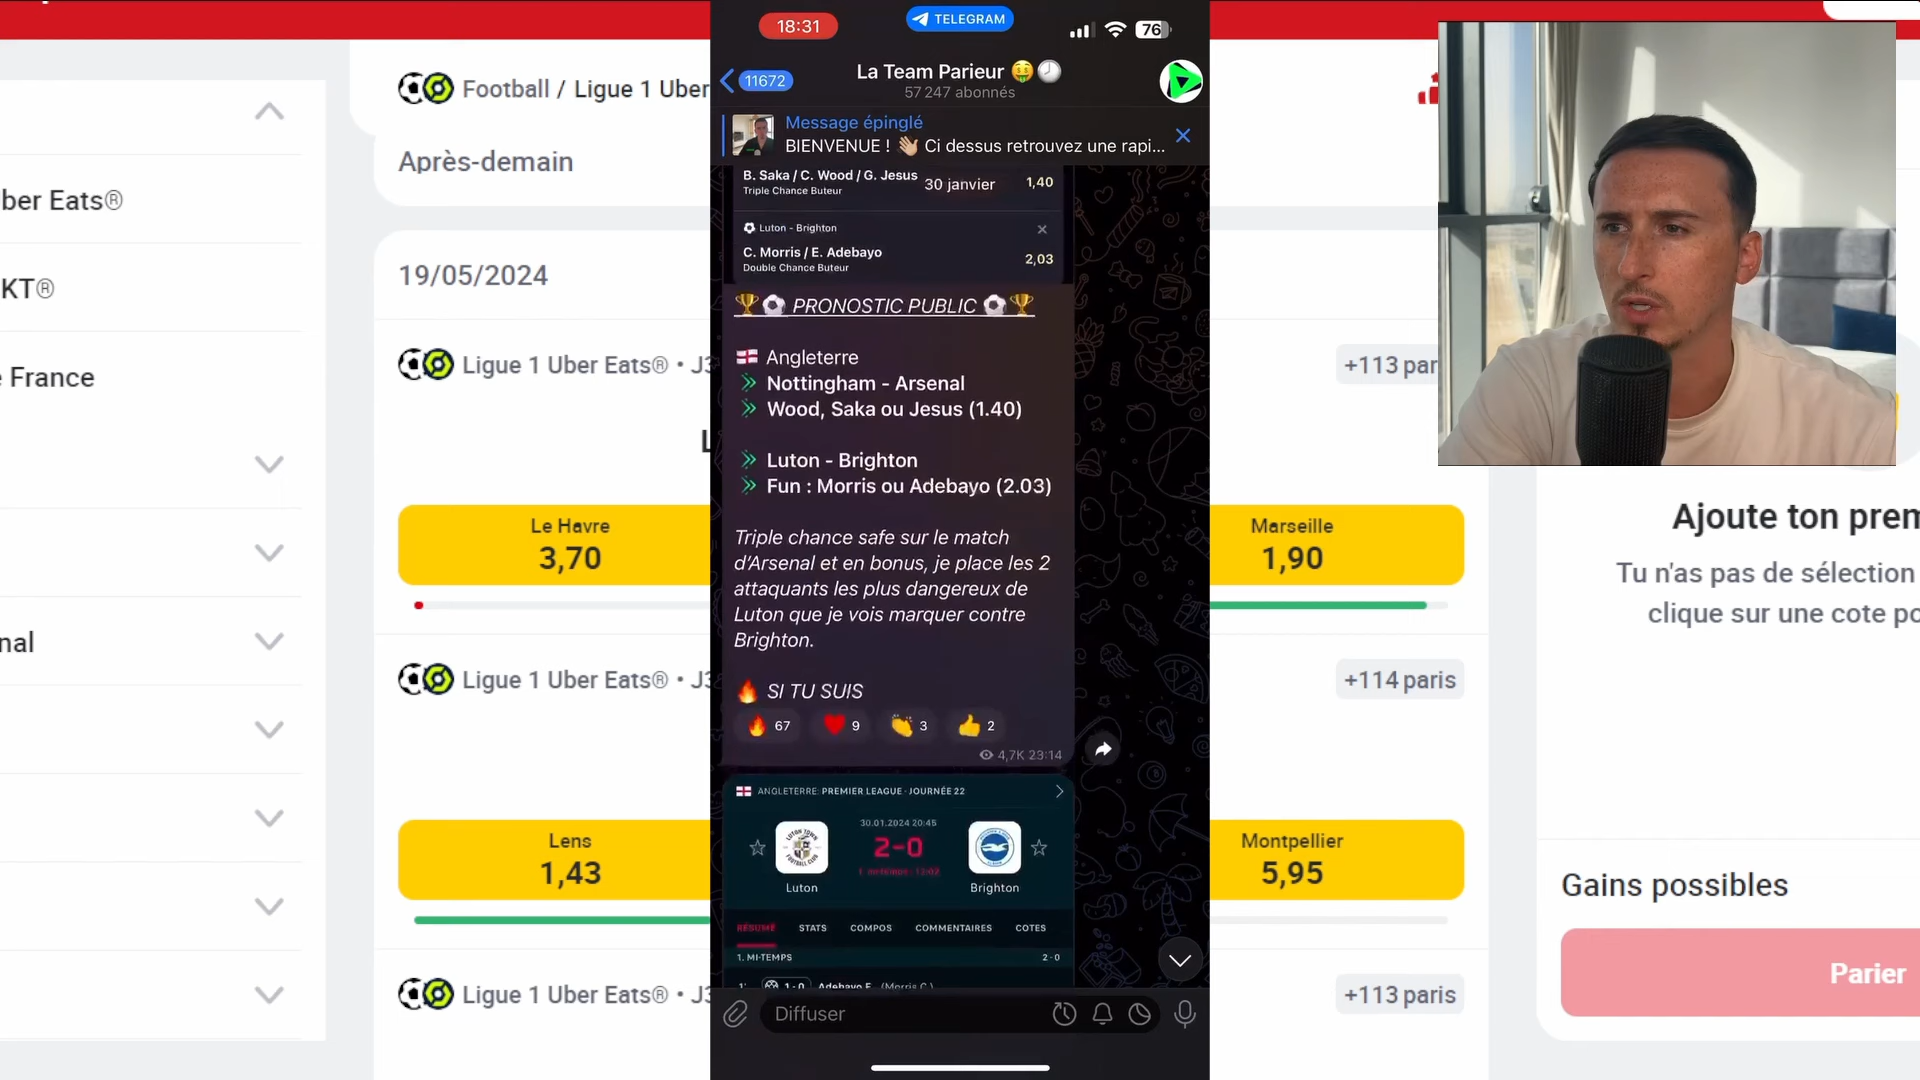 18:31
TELEGRAM
76
11672
La Team Parieur
57 247 abonnés
Message épinglé
BIENVENUE ! 👋🏼 Ci dessus retrouvez une rapi...
B. Saka / C. Wood / G. Jesus
1,40
Triple Chance Buteur
30 janvier
Luton - Brighton
C. Morris / E. Adebayo
2,03
Double Chance Buteur
PRONOSTIC PUBLIC
Angleterre
Nottingham - Arsenal
Wood, Saka ou Jesus (1.40)
Luton - Brighton
Fun : Morris ou Adebayo (2.03)
Triple chance safe sur le match
d'Arsenal et en bonus, je place les 2
attaquants les plus dangereux de
Luton que je vois marquer contre
Brighton.
SI TU SUIS
67
9
3
2
4,7K 23:14
ANGLETERRE: PREMIER LEAGUE - JOURNÉE 22
30.01.2024 20:45
2-0
Luton
Brighton
RÉSUMÉ
STATS
COMPOS
COMMENTAIRES
COTES
1. MI-TEMPS
2 - 0
1'
1 - 0
Adebayo E. (Morris C.)
Diffuser
Football / Ligue 1 Uber
Après-demain
19/05/2024
ber Eats®
KT®
e France
nal
Ligue 1 Uber Eats® • J3
+113 par
L
Le Havre
3,70
Marseille
1,90
Ligue 1 Uber Eats® • J3
+114 paris
Lens
1,43
Montpellier
5,95
Ligue 1 Uber Eats® • J3
+113 paris
Ajoute ton prem
Tu n'as pas de sélection
clique sur une cote po
Gains possibles
Parier